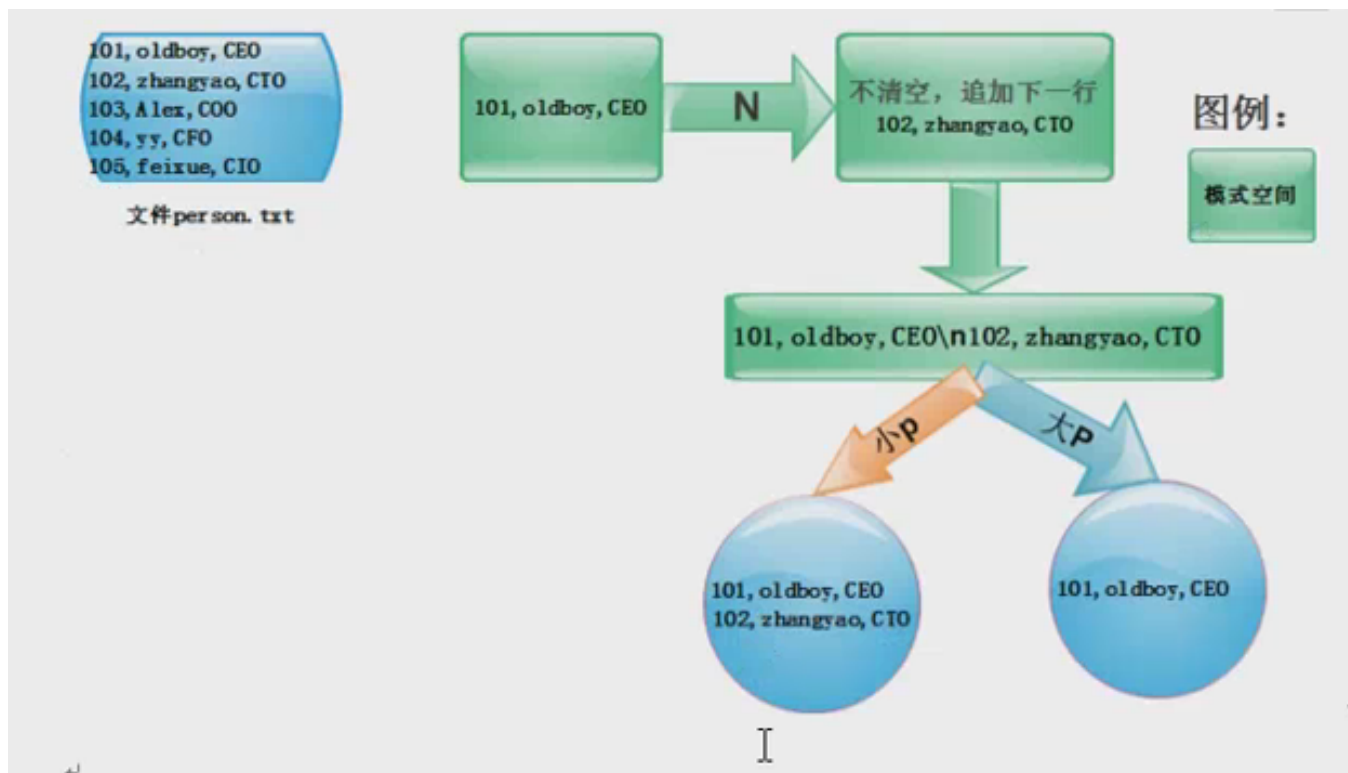 101, oldboy, CEO
102, zhangyao, CTO
103, Alex, COO
104, yy, CFO
105, feixue, CIO
文件person.txt
101, oldboy, CEO
N
不清空，追加下一行
102, zhangyao, CTO
图例：
模式空间
101, oldboy, CEO\n102, zhangyao, CTO
小p
大P
101, oldboy, CEO
102, zhangyao, CTO
101, oldboy, CEO